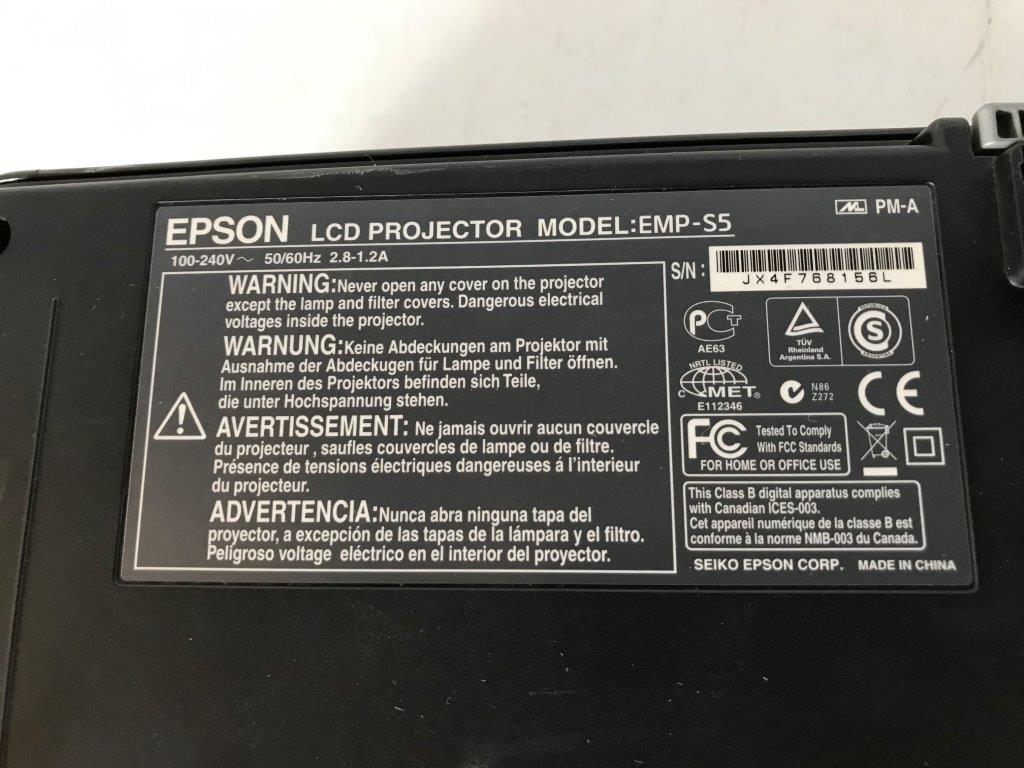 EPSON LCD PROJECTOR MODEL:EMP-S5
PM-A
100-240V～ 50/60Hz 2.8-1.2A
S/N :
JX4F768156L
WARNING:Never open any cover on the projector
except the lamp and filter covers. Dangerous electrical
voltages inside the projector.
WARNUNG:Keine Abdeckungen am Projektor mit
Ausnahme der Abdeckugen für Lampe und Filter öffnen.
Im Inneren des Projektors befinden sich Teile,
die unter Hochspannung stehen.
AVERTISSEMENT: Ne jamais ouvrir aucun couvercle
du projecteur , saufles couvercles de lampe ou de filtre.
Présence de tensions électriques dangereuses á l'interieur
du projecteur.
ADVERTENCIA:Nunca abra ninguna tapa del
proyector, a excepción de las tapas de la lámpara y el filtro.
Peligroso voltage eléctrico en el interior del proyector.
PCT
AE63
TÜV
Rheinland
Argentina S.A.
S
ARGENTINA
NRTL LISTED
C MET®
E112346
N86
Z272
CE
FC Tested To Comply
With FCC Standards
FOR HOME OR OFFICE USE
This Class B digital apparatus complies
with Canadian ICES-003.
Cet appareil numérique de la classe B est
conforme à la norme NMB-003 du Canada.
SEIKO EPSON CORP. MADE IN CHINA